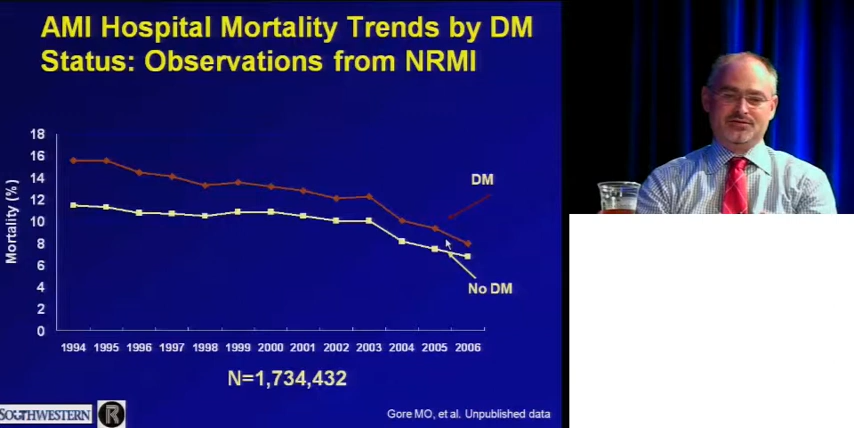 AMI Hospital Mortality Trends by DM
Status: Observations from NRMI
18
16
14
12
10
8
6
4
2
0
Mortality (%)
DM
No DM
1994 1995 1996 1997 1998 1999 2000 2001 2002 2003 2004 2005 2006
N=1,734,432
SOUTHWESTERN
R
Gore MO, et al. Unpublished data